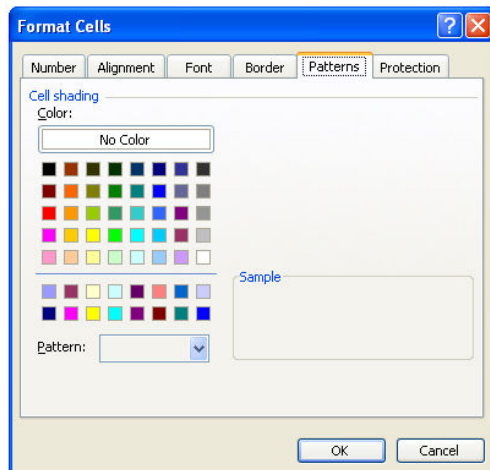 Format Cells
Number Alignment Font Border Patterns Protection
Cell shading
Color:
No Color
Sample
Pattern:
OK Cancel